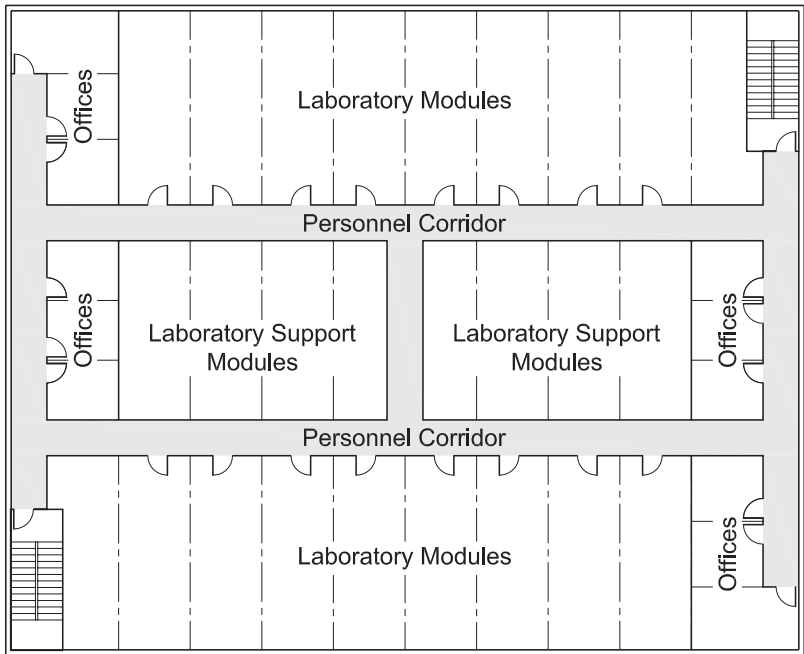 Offices
Laboratory Modules
Personnel Corridor
Offices
Laboratory Support
Modules
Laboratory Support
Modules
Offices
Personnel Corridor
Laboratory Modules
Offices